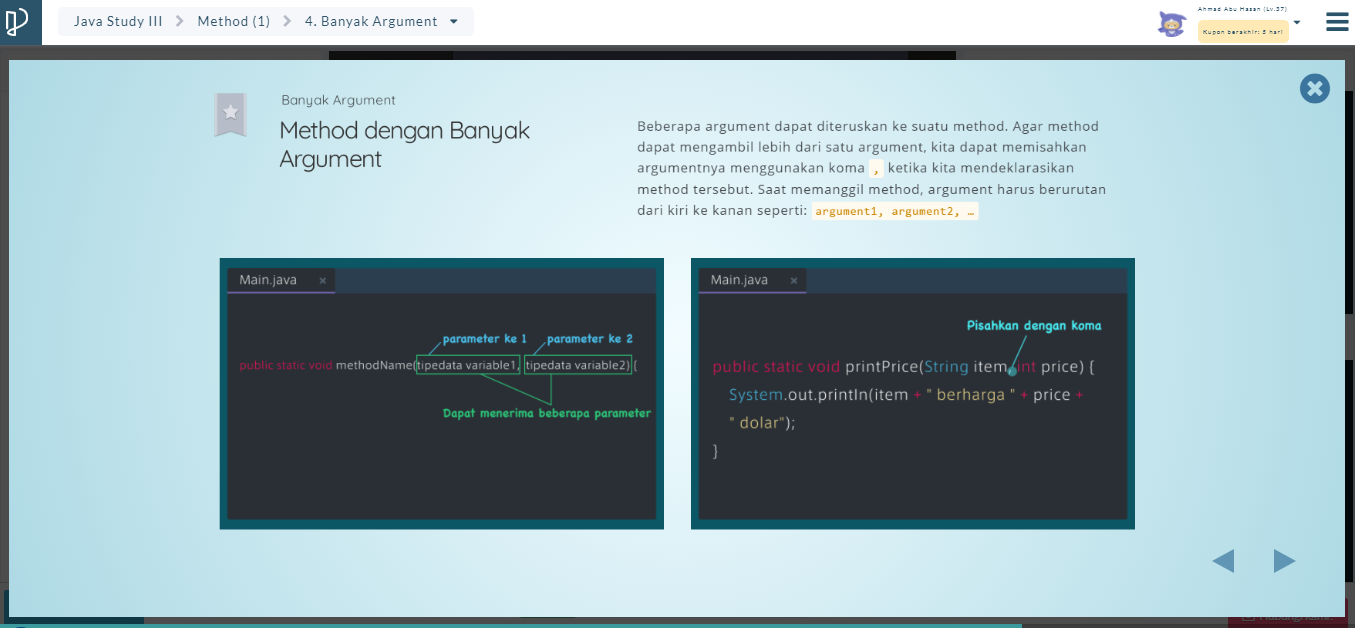 Java Study III
Method (1)
4. Banyak Argument
Ahmad Abu Hasan (Lv.37)
Kupon berakhir: 5 hari
Banyak Argument
Method dengan Banyak
Argument
Beberapa argument dapat diteruskan ke suatu method. Agar method
dapat mengambil lebih dari satu argument, kita dapat memisahkan
argumentnya menggunakan koma , ketika kita mendeklarasikan
method tersebut. Saat memanggil method, argument harus berurutan
dari kiri ke kanan seperti: argument1, argument2, …
Main.java ×
parameter ke 1 parameter ke 2
public static void methodName(tipedata variable1, tipedata variable2) {
Dapat menerima beberapa parameter
Main.java ×
Pisahkan dengan koma
public static void printPrice(String item, int price) {
System.out.println(item + " berharga " + price +
" dolar");
}